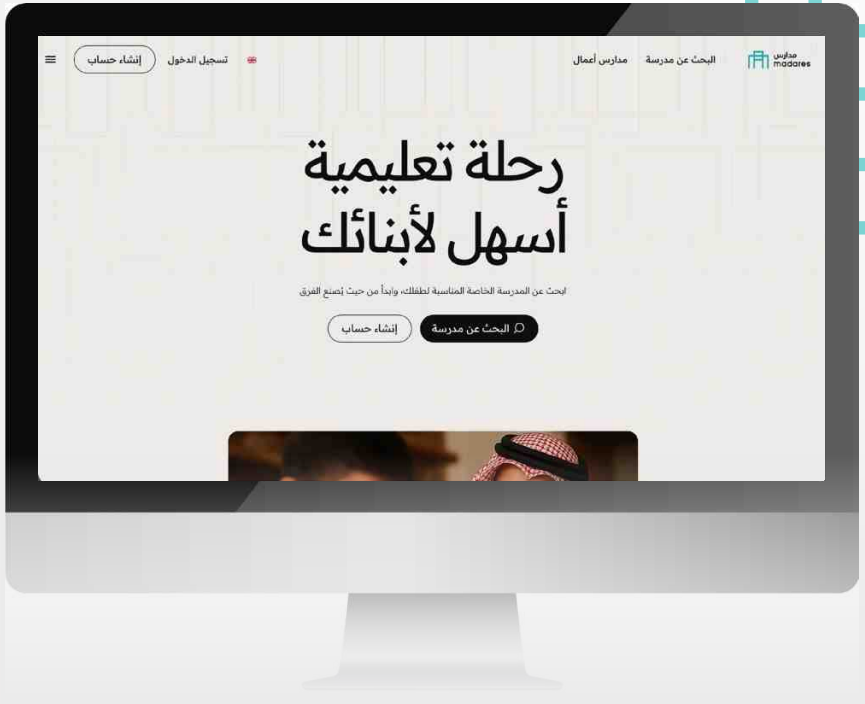 مدارس
madares
البحث عن مدرسة
مدارس أعمال
تسجيل الدخول
إنشاء حساب
رحلة تعليمية
أسهل لأبنائك
ابحث عن المدرسة الخاصة المناسبة لطفلك، وابدأ من حيث يُصنع الفرق
البحث عن مدرسة
إنشاء حساب